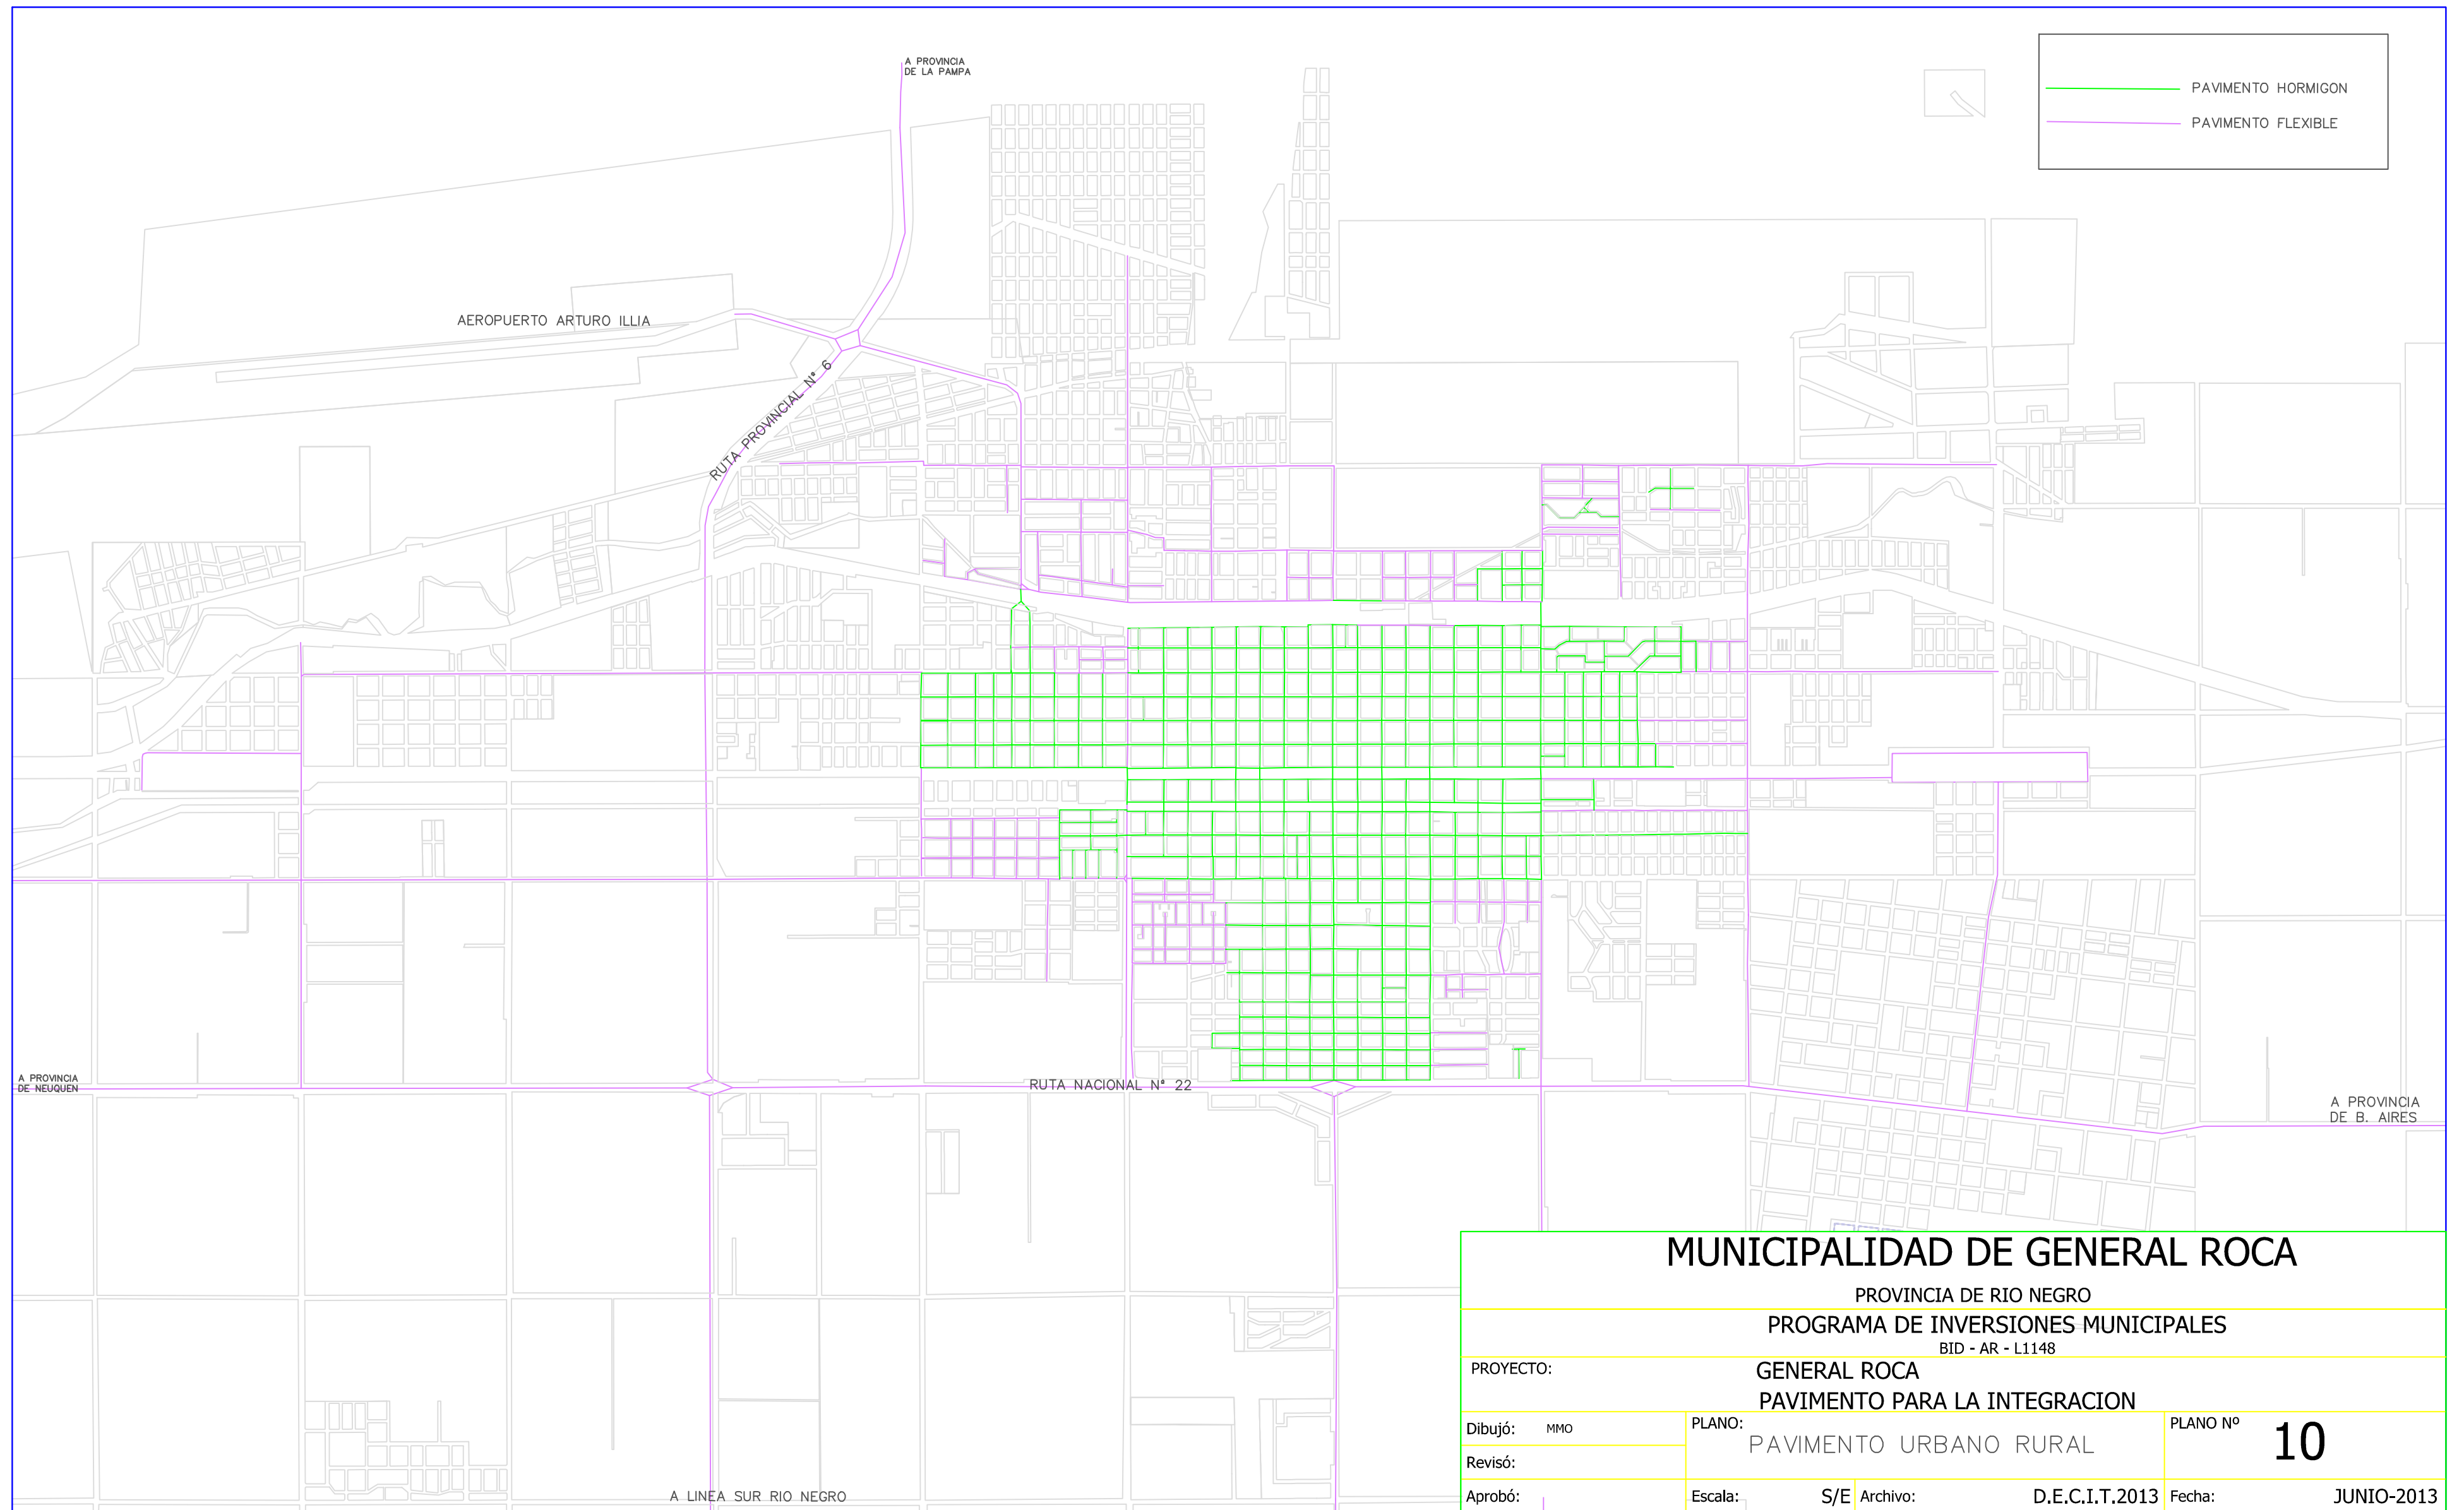 A PROVINCIA
DE LA PAMPA
PAVIMENTO HORMIGON
PAVIMENTO FLEXIBLE
AEROPUERTO ARTURO ILLIA
RUTA PROVINCIAL N° 6
A PROVINCIA
DE NEUQUEN
RUTA NACIONAL Nº 22
A PROVINCIA
DE B. AIRES
A LINEA SUR RIO NEGRO
MUNICIPALIDAD DE GENERAL ROCA
PROVINCIA DE RIO NEGRO
PROGRAMA DE INVERSIONES MUNICIPALES
BID - AR - L1148
PROYECTO: GENERAL ROCA
PAVIMENTO PARA LA INTEGRACION
Dibujó: MMO
Revisó:
Aprobó:
PLANO:
PAVIMENTO URBANO RURAL
PLANO Nº 10
Escala: S/E
Archivo: D.E.C.I.T.2013
Fecha: JUNIO-2013